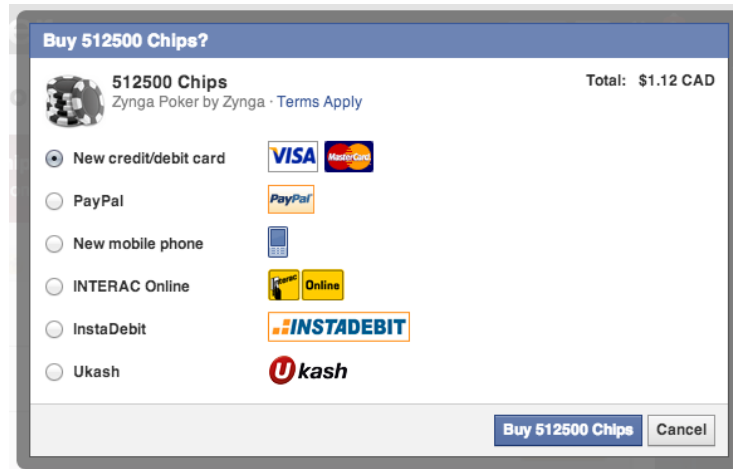 Buy 512500 Chips?
512500 Chips
Total: $1.12 CAD
Zynga Poker by Zynga · Terms Apply
New credit/debit card VISA MasterCard
PayPal PayPal
New mobile phone
INTERAC Online Interac Online
InstaDebit INSTADEBIT
Ukash Ukash
Buy 512500 Chips Cancel